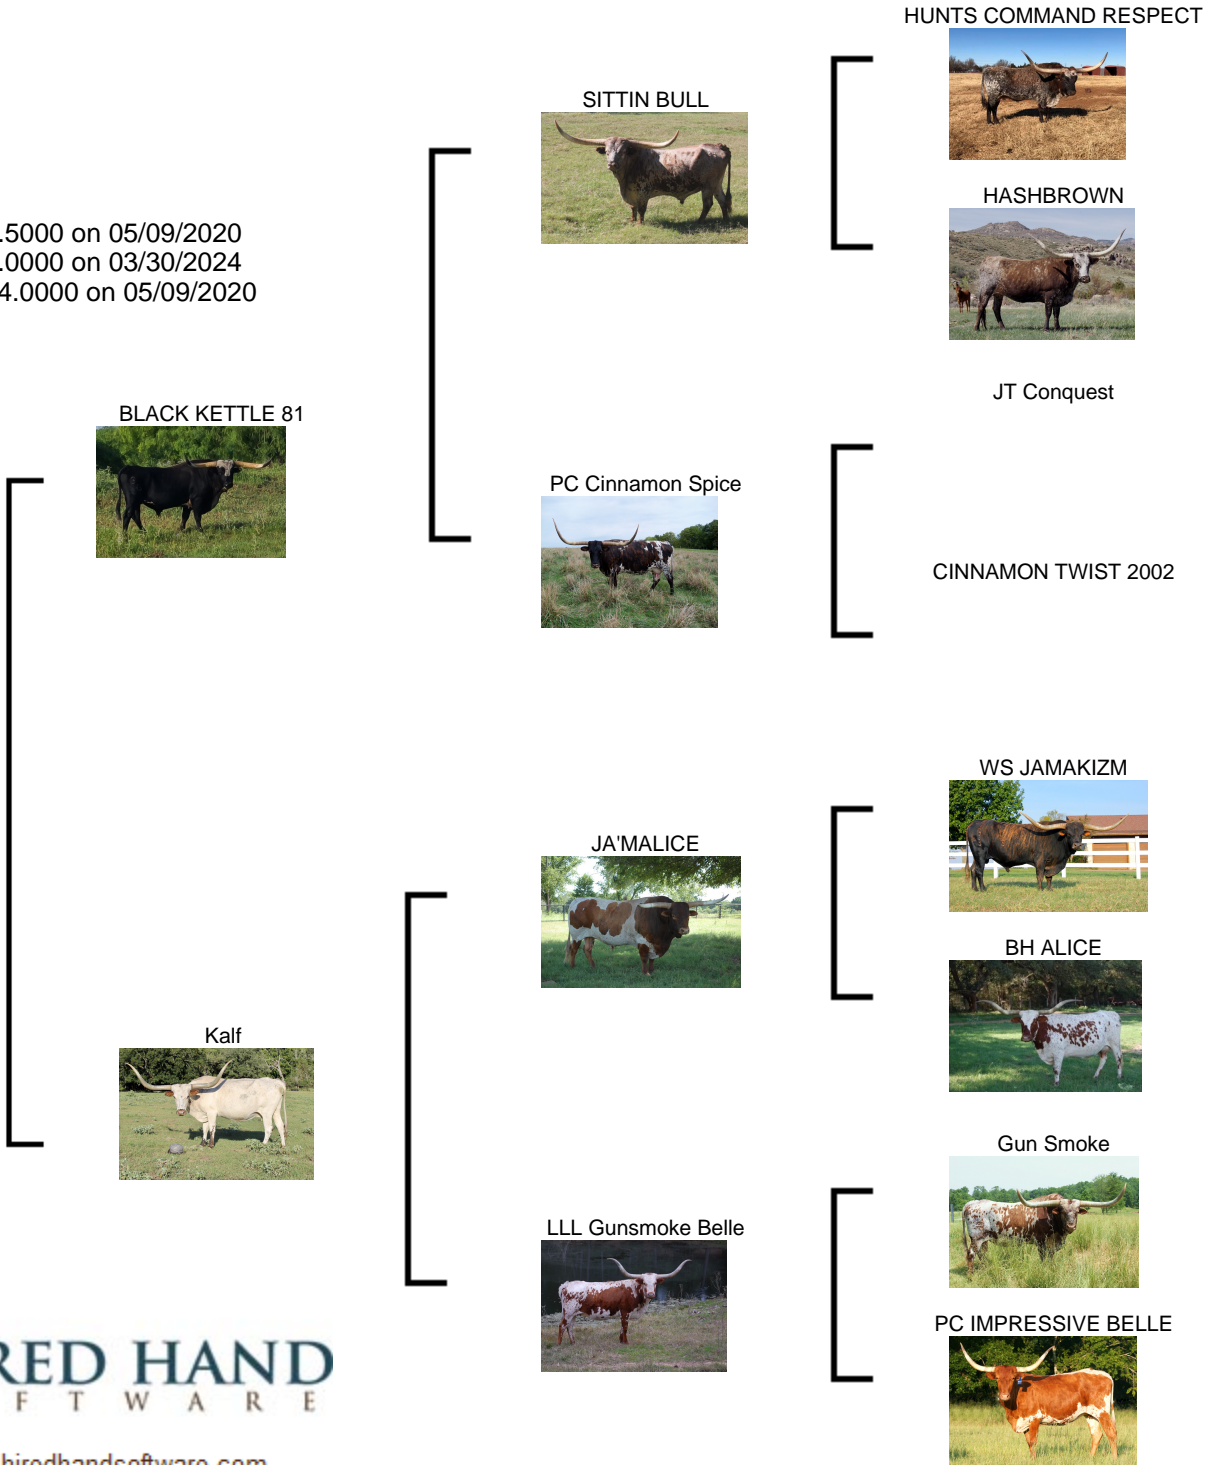 HUNTS COMMAND RESPECT
SITTIN BULL
HASHBROWN
.5000 on 05/09/2020
.0000 on 03/30/2024
4.0000 on 05/09/2020
JT Conquest
BLACK KETTLE 81
PC Cinnamon Spice
CINNAMON TWIST 2002
WS JAMAKIZM
JA'MALICE
BH ALICE
Kalf
Gun Smoke
LLL Gunsmoke Belle
PC IMPRESSIVE BELLE
RED HAND
F T W A R E
hiredhandsoftware.com